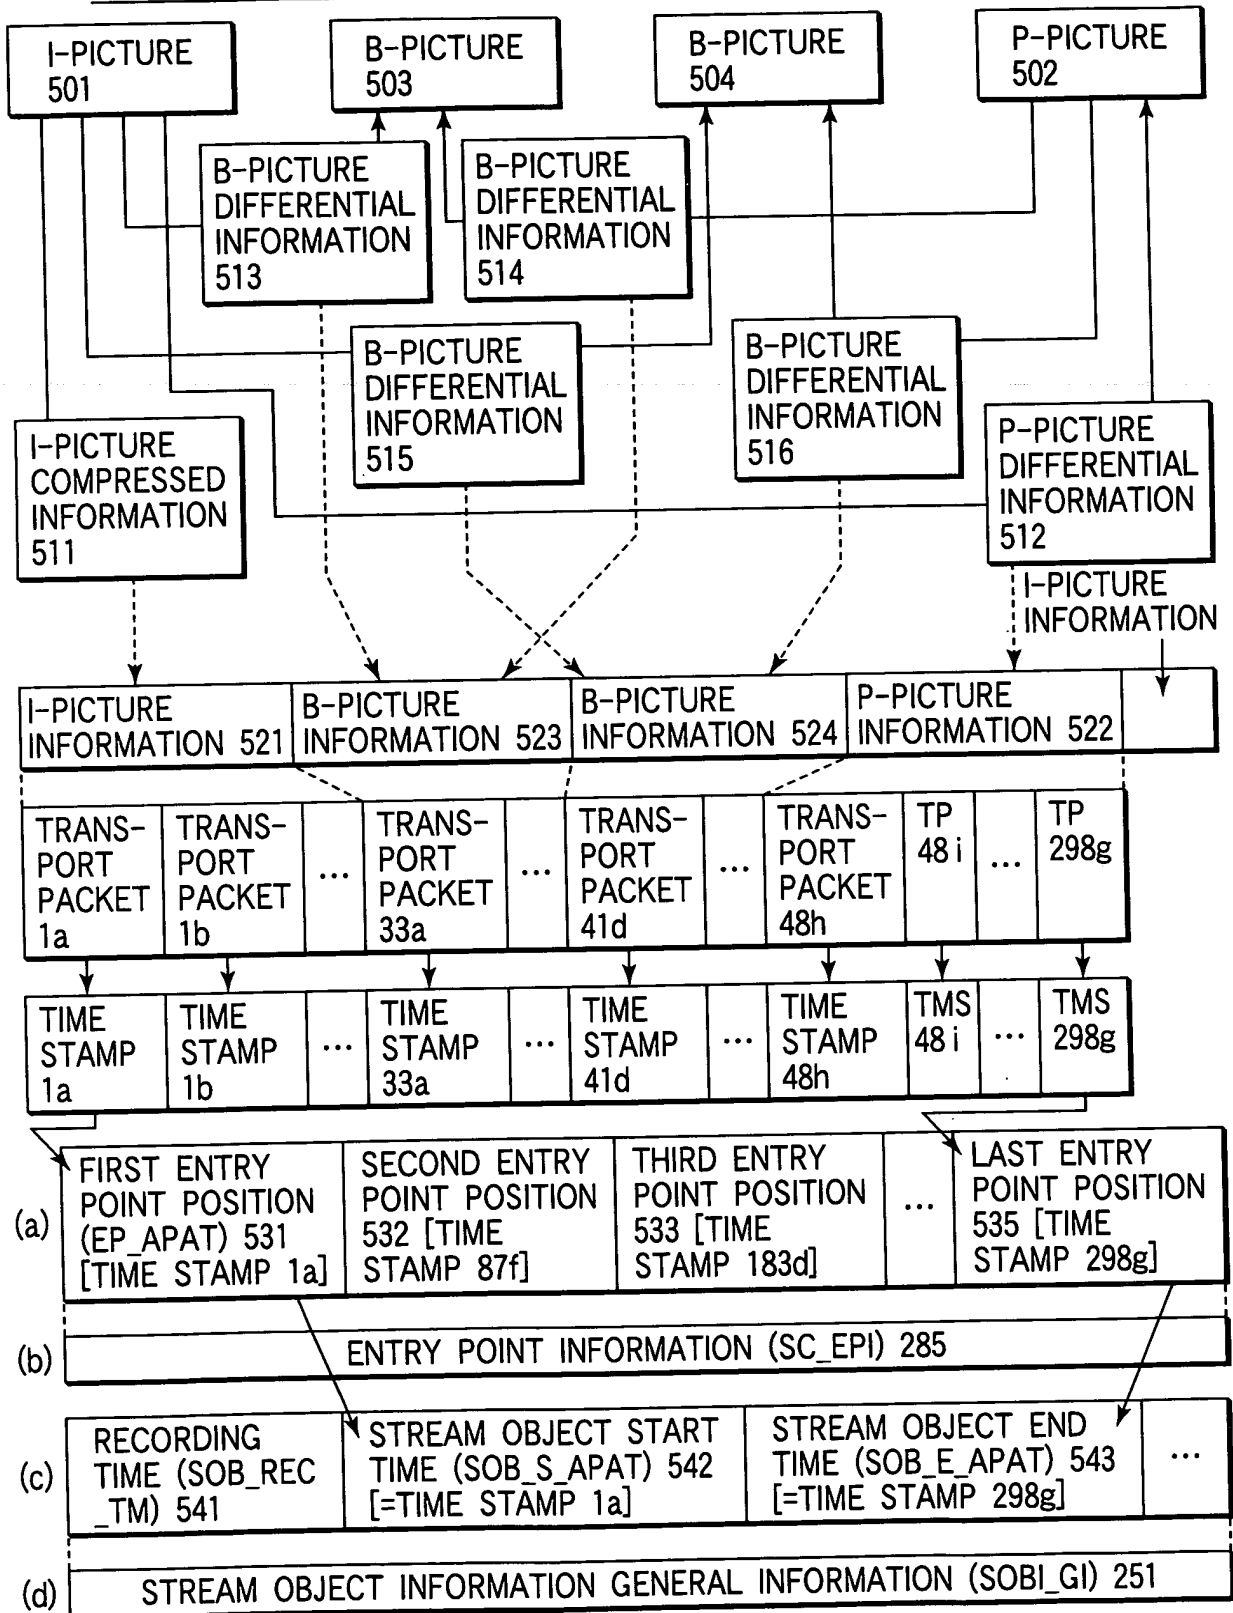 I-PICTURE
501
B-PICTURE
503
B-PICTURE
504
P-PICTURE
502
B-PICTURE
DIFFERENTIAL
INFORMATION
513
B-PICTURE
DIFFERENTIAL
INFORMATION
514
B-PICTURE
DIFFERENTIAL
INFORMATION
515
B-PICTURE
DIFFERENTIAL
INFORMATION
516
I-PICTURE
COMPRESSED
INFORMATION
511
P-PICTURE
DIFFERENTIAL
INFORMATION
512
I-PICTURE
INFORMATION
I-PICTURE
INFORMATION 521
B-PICTURE
INFORMATION 523
B-PICTURE
INFORMATION 524
P-PICTURE
INFORMATION 522
TRANS-
PORT
PACKET
1a
TRANS-
PORT
PACKET
1b
...
TRANS-
PORT
PACKET
33a
...
TRANS-
PORT
PACKET
41d
...
TRANS-
PORT
PACKET
48h
TP
48i
...
TP
298g
TIME
STAMP
1a
TIME
STAMP
1b
...
TIME
STAMP
33a
...
TIME
STAMP
41d
...
TIME
STAMP
48h
TMS
48i
...
TMS
298g
(a)
FIRST ENTRY
POINT POSITION
(EP_APAT) 531
[TIME STAMP 1a]
SECOND ENTRY
POINT POSITION
532 [TIME
STAMP 87f]
THIRD ENTRY
POINT POSITION
533 [TIME
STAMP 183d]
...
LAST ENTRY
POINT POSITION
535 [TIME
STAMP 298g]
(b)
ENTRY POINT INFORMATION (SC_EPI) 285
(c)
RECORDING
TIME (SOB_REC
_TM) 541
STREAM OBJECT START
TIME (SOB_S_APAT) 542
[=TIME STAMP 1a]
STREAM OBJECT END
TIME (SOB_E_APAT) 543
[=TIME STAMP 298g]
...
(d)
STREAM OBJECT INFORMATION GENERAL INFORMATION (SOBI_GI) 251